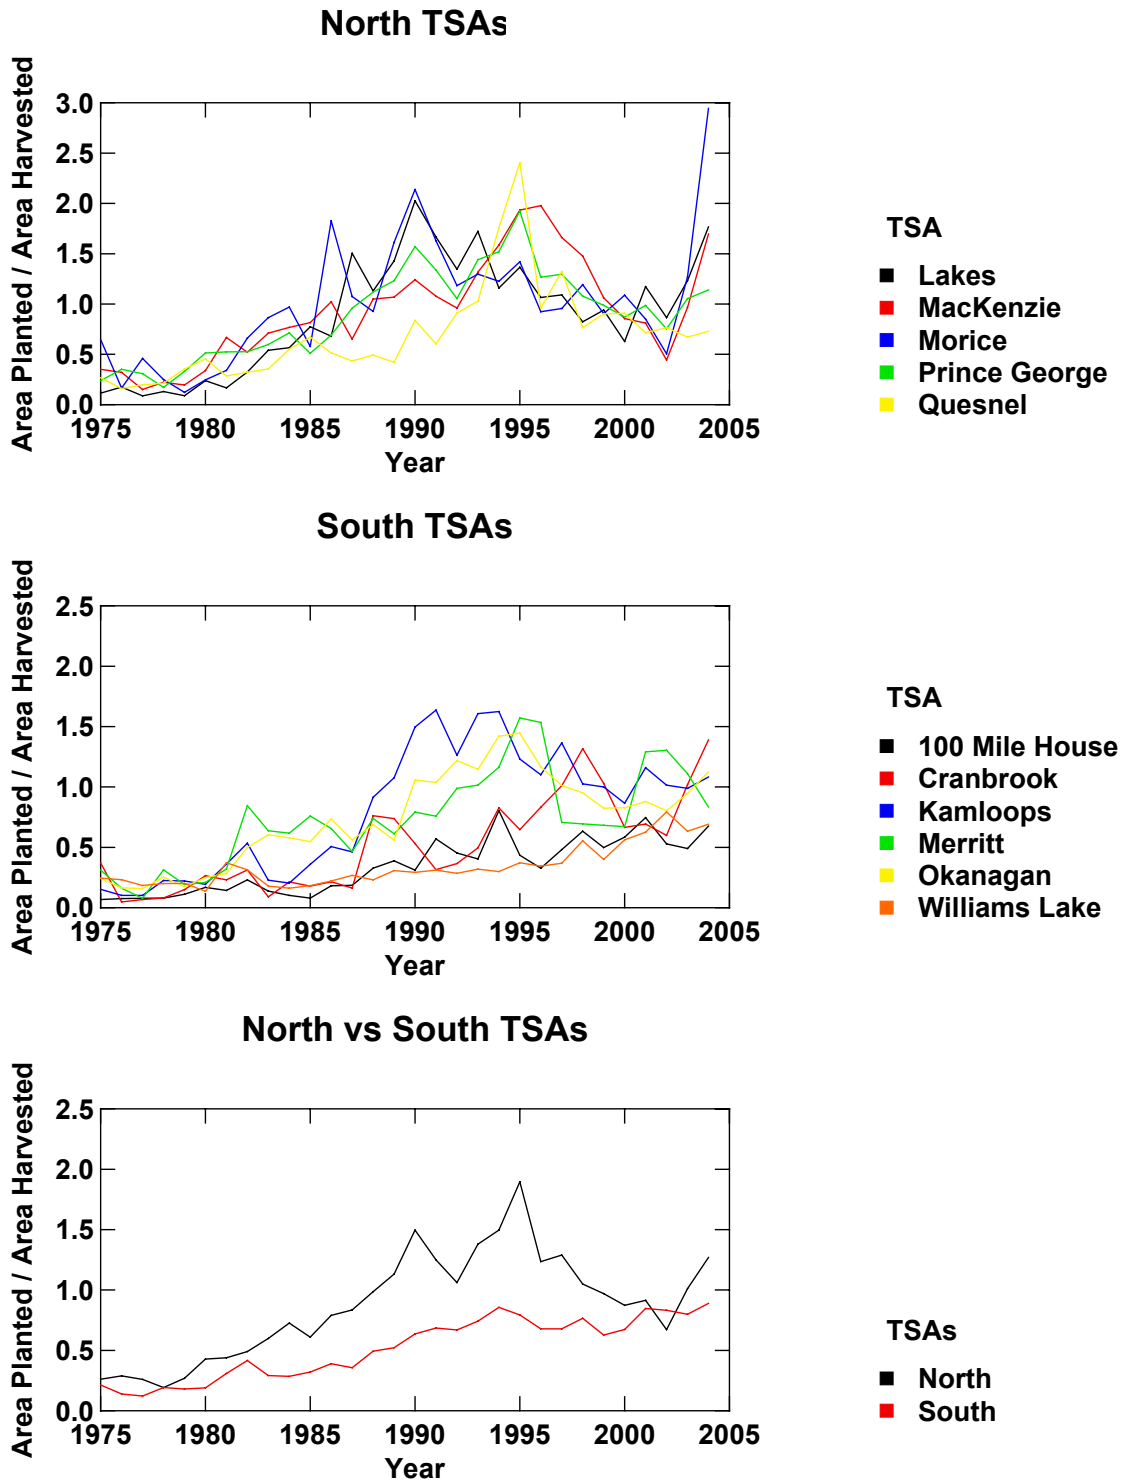 North TSAs
Area Planted / Area Harvested
3.0
2.5
2.0
1.5
1.0
0.5
0.0
1975 1980 1985 1990 1995 2000 2005
Year
TSA
Lakes
MacKenzie
Morice
Prince George
Quesnel
South TSAs
Area Planted / Area Harvested
2.5
2.0
1.5
1.0
0.5
0.0
1975 1980 1985 1990 1995 2000 2005
Year
TSA
100 Mile House
Cranbrook
Kamloops
Merritt
Okanagan
Williams Lake
North vs South TSAs
Area Planted / Area Harvested
2.5
2.0
1.5
1.0
0.5
0.0
1975 1980 1985 1990 1995 2000 2005
Year
TSAs
North
South